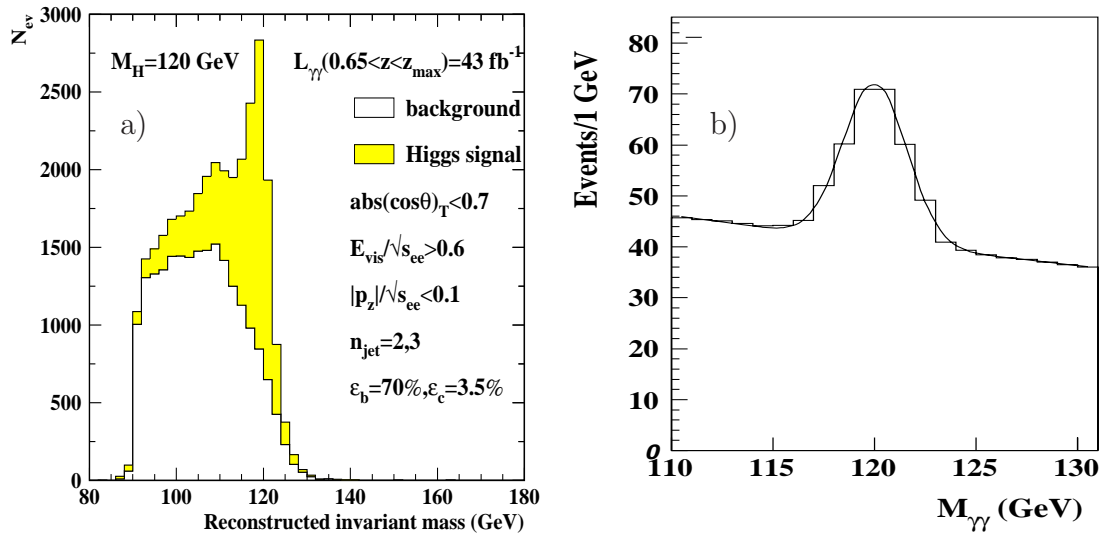 N_ev
3000
2500
2000
1500
1000
500
0
80 100 120 140 160 180
Reconstructed invariant mass (GeV)
M_H=120 GeV L_γγ(0.65<z<z_max)=43 fb^-1
a)
background
Higgs signal
abs(cosθ)_T<0.7
E_vis/√s_ee>0.6
|p_z|/√s_ee<0.1
n_jet=2,3
ε_b=70%,ε_c=3.5%
Events/1 GeV
80
70
60
50
40
30
20
10
0
b)
110 115 120 125 130
M_γγ (GeV)